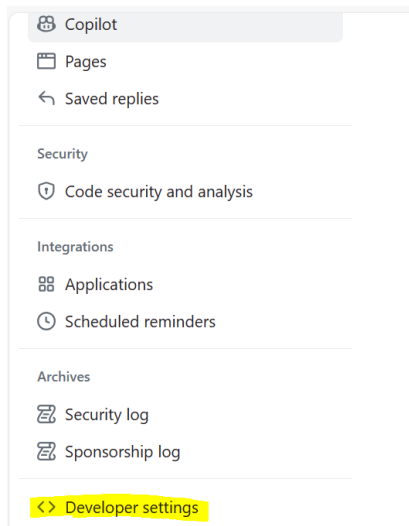 Copilot
Pages
Saved replies
Security
Code security and analysis
Integrations
Applications
Scheduled reminders
Archives
Security log
Sponsorship log
Developer settings